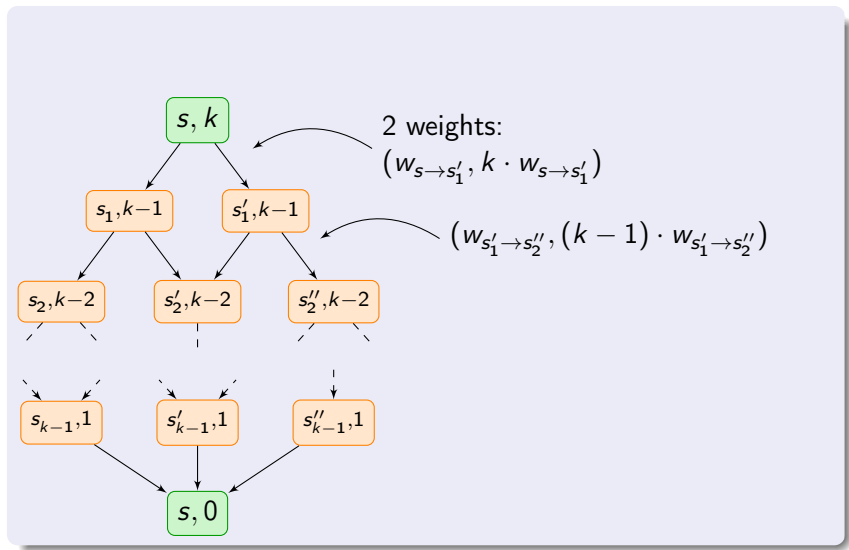 s, k
2 weights:
(w_{s→s′_1}, k · w_{s→s′_1})
s_1,k−1
s′_1,k−1
(w_{s′_1→s″_2}, (k − 1) · w_{s′_1→s″_2})
s_2,k−2
s′_2,k−2
s″_2,k−2
s_{k−1},1
s′_{k−1},1
s″_{k−1},1
s, 0